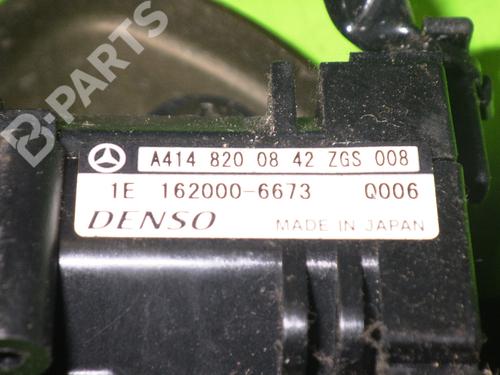 B-PARTS
A414 820 08 42 ZGS 008
1E 162000-6673 Q006
DENSO MADE IN JAPAN